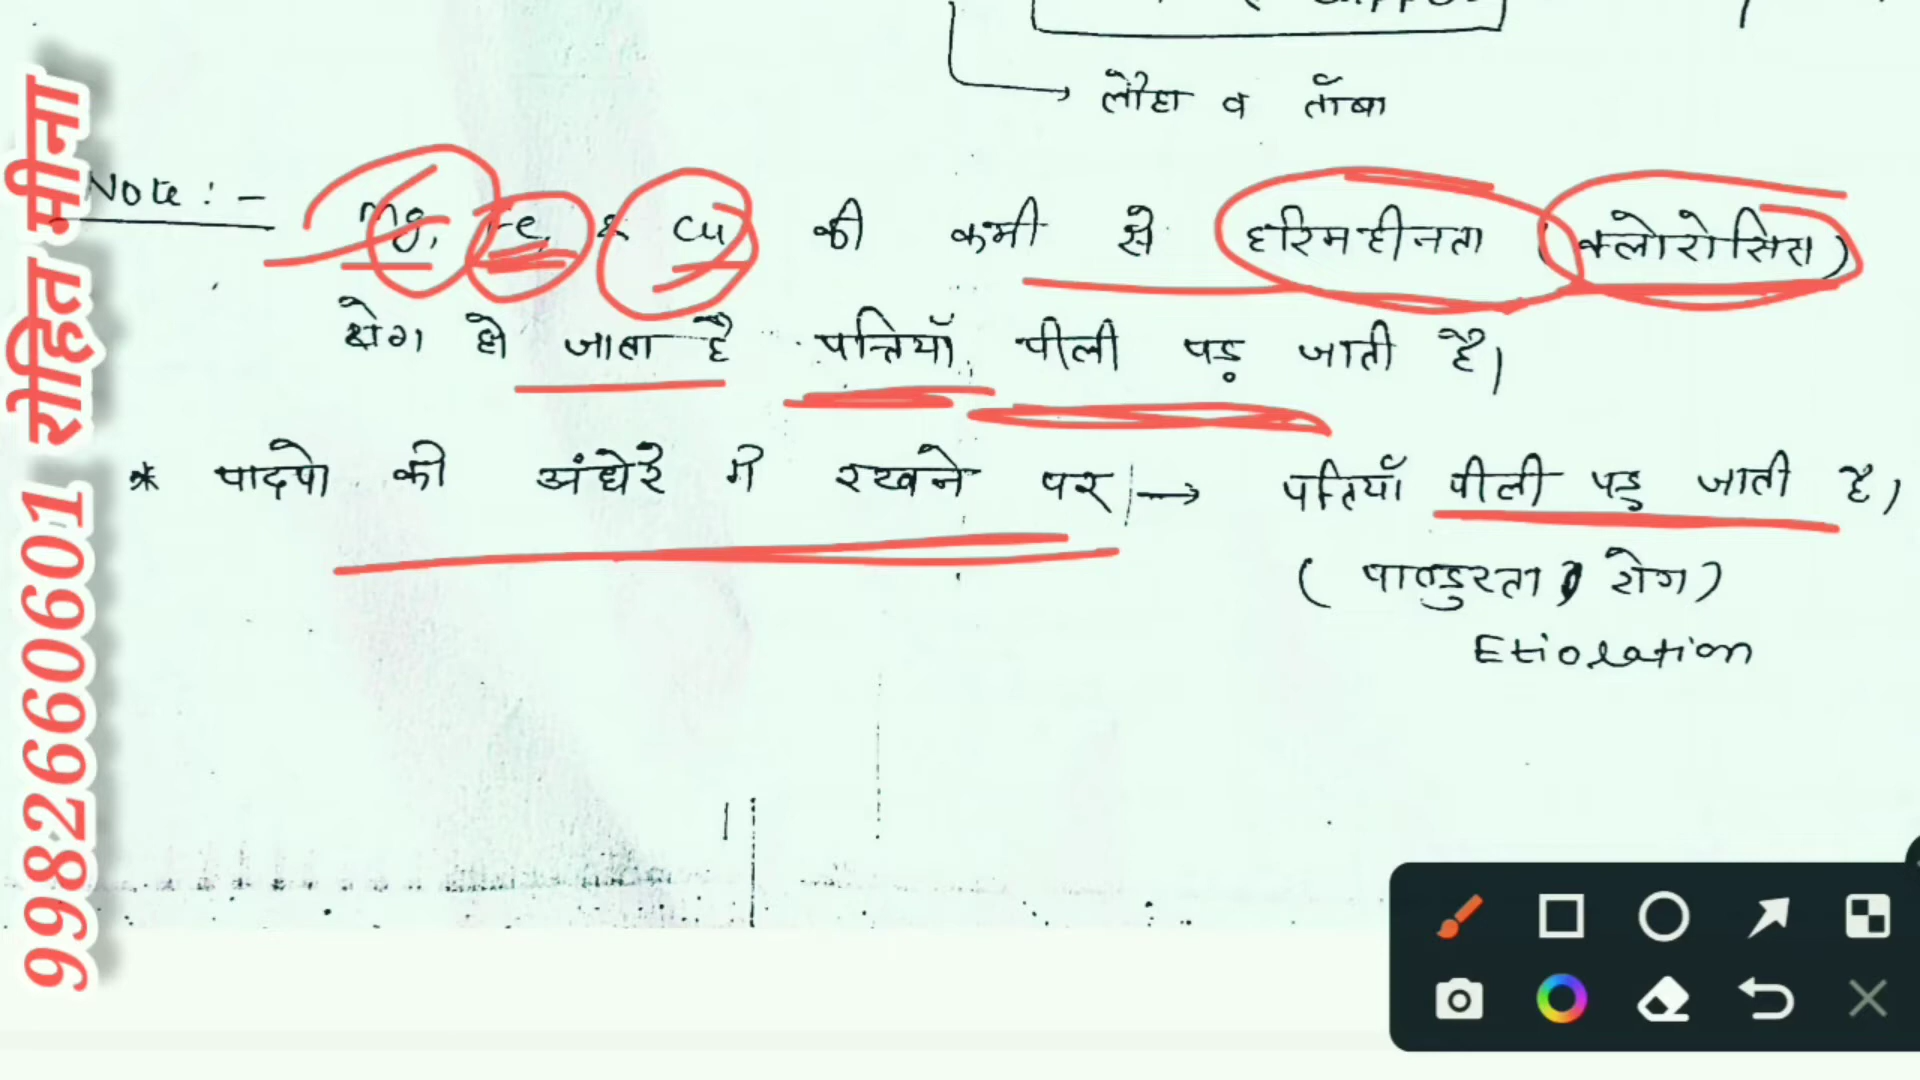 लौहा व ताँबा
Note :- Mg, Fe, & Cu की कमी से हरिमहीनता (क्लोरोसिस)
रोग हो जाता है पत्तियाँ पीली पड़ जाती है।
* पादपो को अंधेरे में रखने पर → पतियाँ पीली पड़ जाती है।
(पाण्डुरता रोग)
Etiolation
9982660601 रोहित मीना